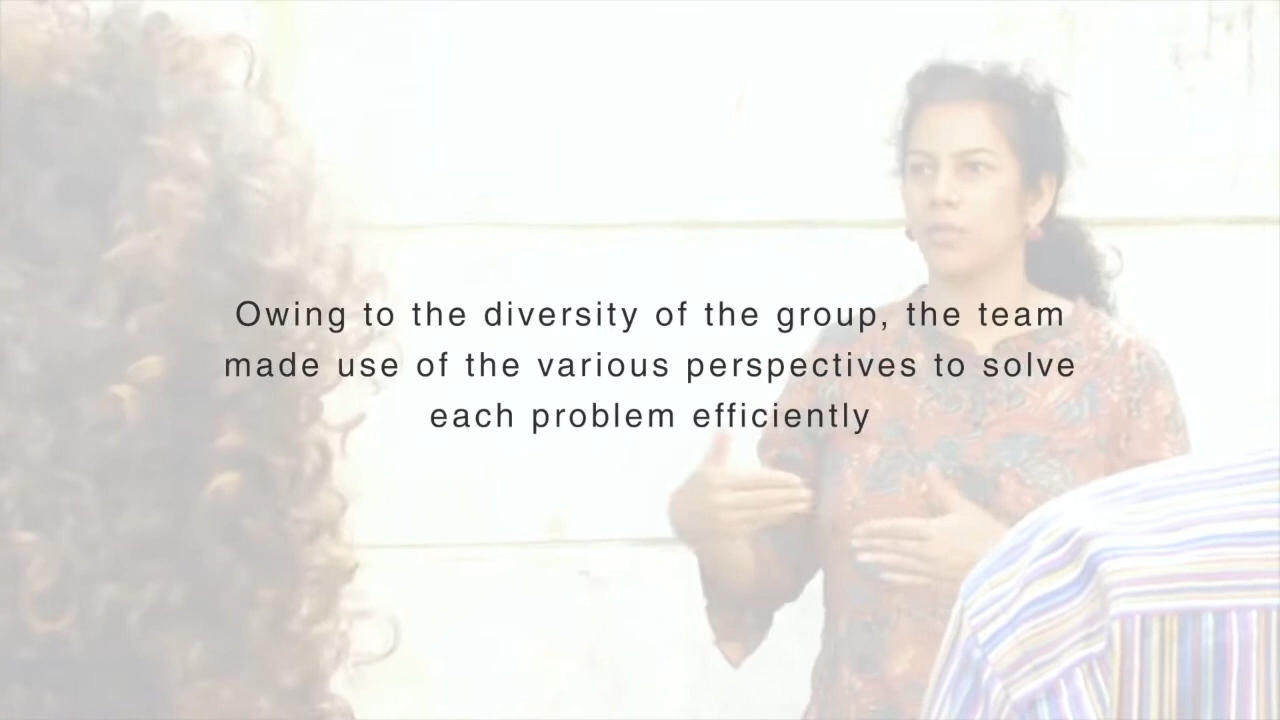 Owing to the diversity of the group, the team
made use of the various perspectives to solve
each problem efficiently